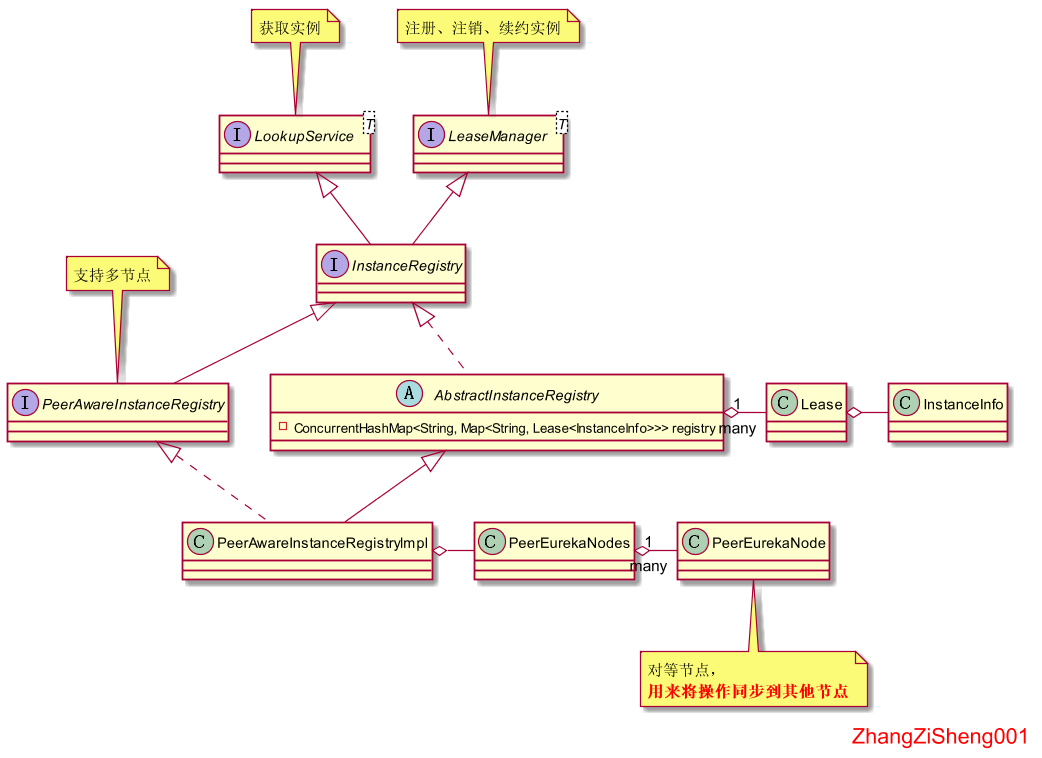 获取实例
注册、注销、续约实例
I LookupService T
I LeaseManager T
I InstanceRegistry
支持多节点
I PeerAwareInstanceRegistry
A AbstractInstanceRegistry
ConcurrentHashMap<String, Map<String, Lease<InstanceInfo>>> registry
1
many
C Lease
C InstanceInfo
C PeerAwareInstanceRegistryImpl
C PeerEurekaNodes
1
many
C PeerEurekaNode
对等节点，
用来将操作同步到其他节点
ZhangZiSheng001